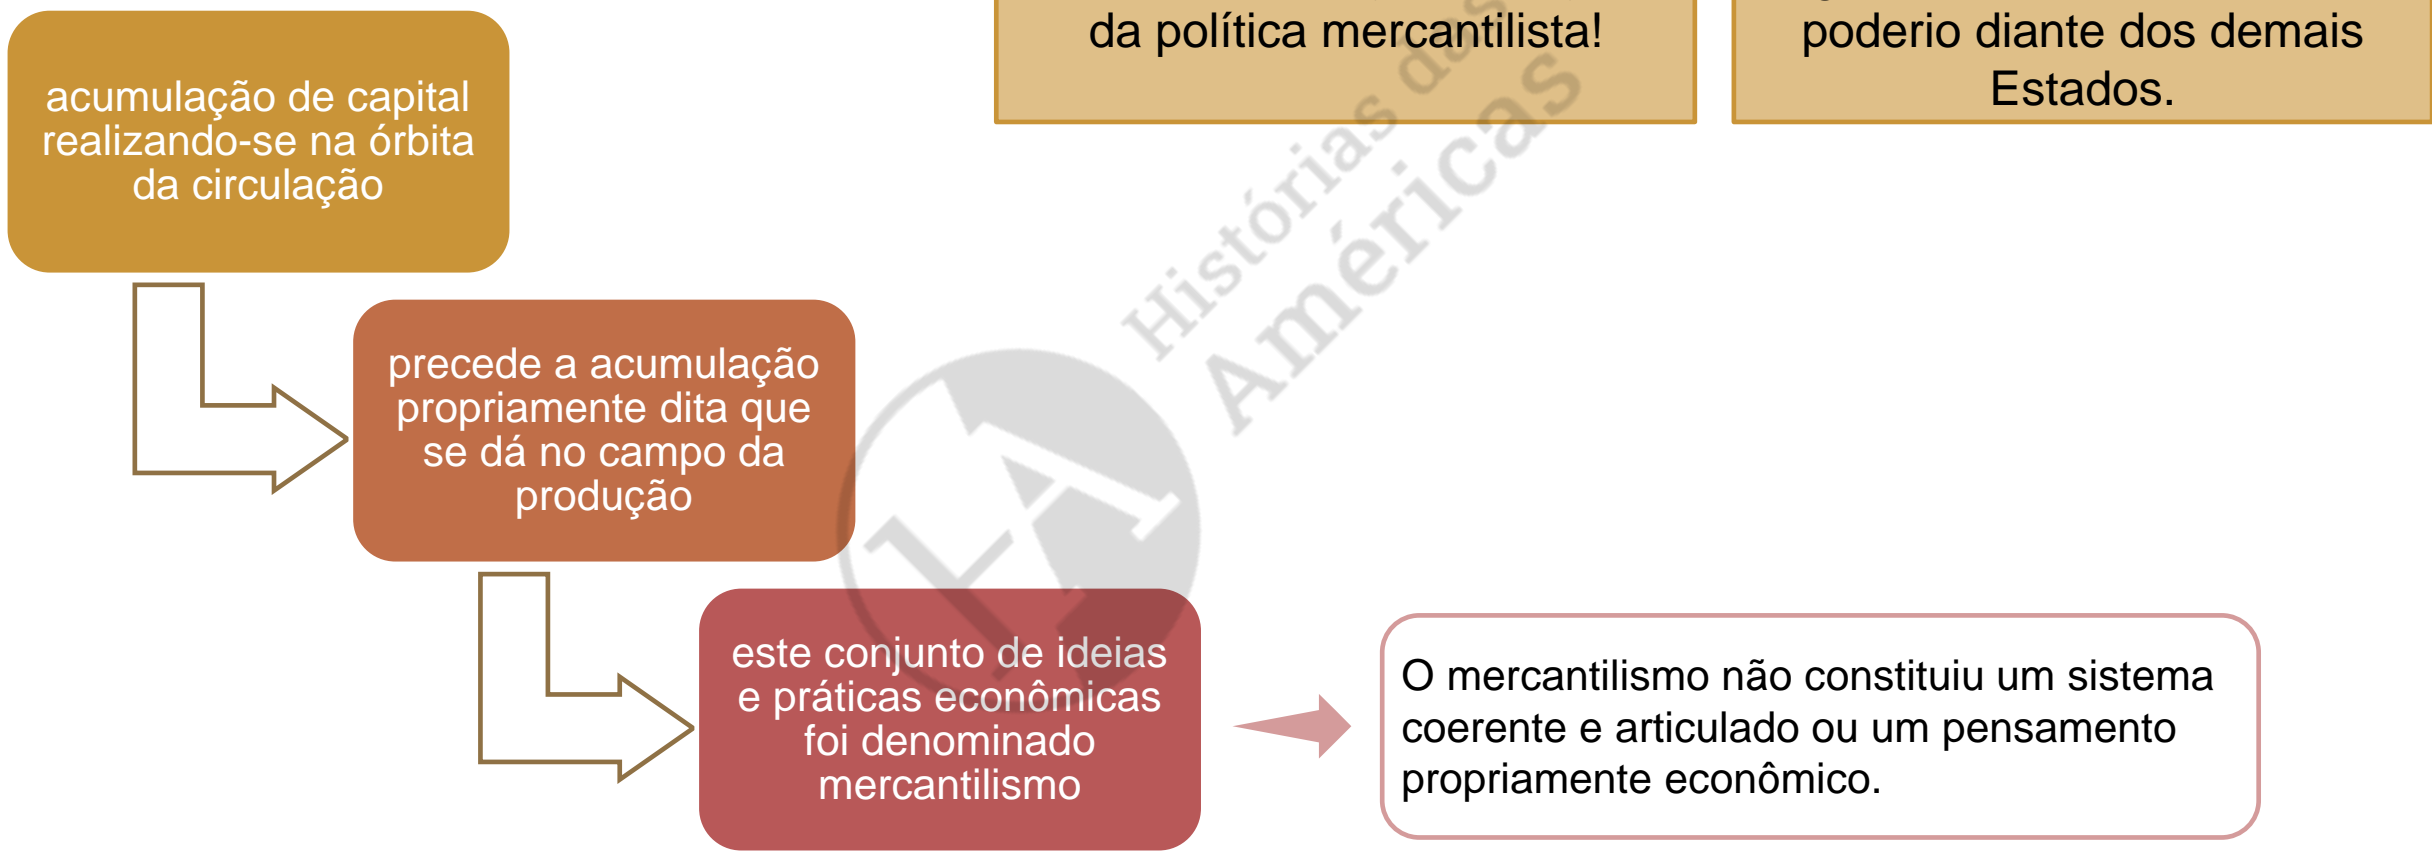 da política mercantilista!
poderio diante dos demais
Estados.
acumulação de capital
realizando-se na órbita
da circulação
precede a acumulação
propriamente dita que
se dá no campo da
produção
este conjunto de ideias
e práticas econômicas
foi denominado
mercantilismo
O mercantilismo não constituiu um sistema
coerente e articulado ou um pensamento
propriamente econômico.
Histórias das
Américas
HA